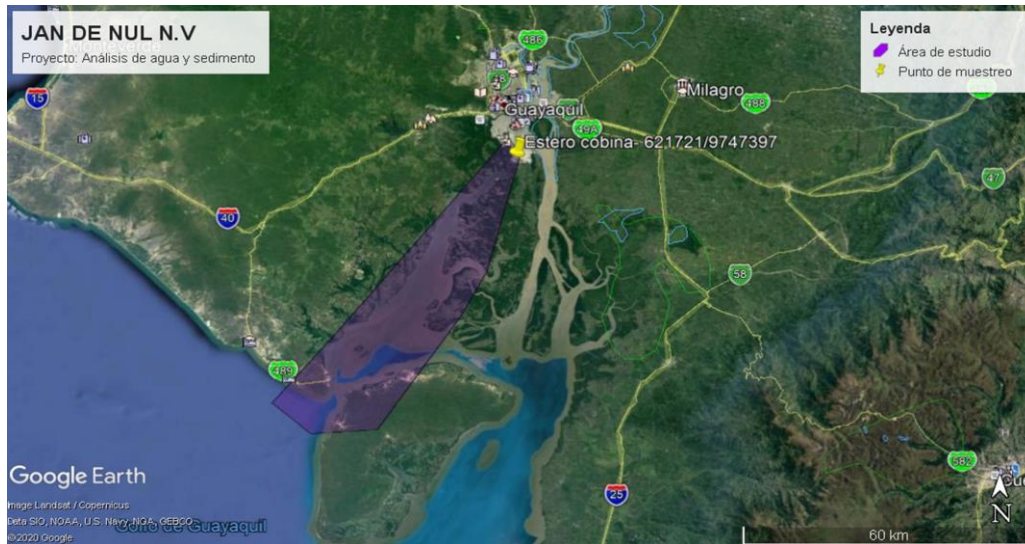 JAN DE NUL N.V
Proyecto: Análisis de agua y sedimento
Leyenda
Área de estudio
Punto de muestreo
486
15
Milagro
488
Guayaquil
49A
Estero cobina- 621721/9747397
47
40
58
489
582
25
Google Earth
Image Landsat / Copernicus
Data SIO, NOAA, U.S. Navy, NGA, GEBCO
©2020 Google
Golfo de Guayaquil
60 km
N